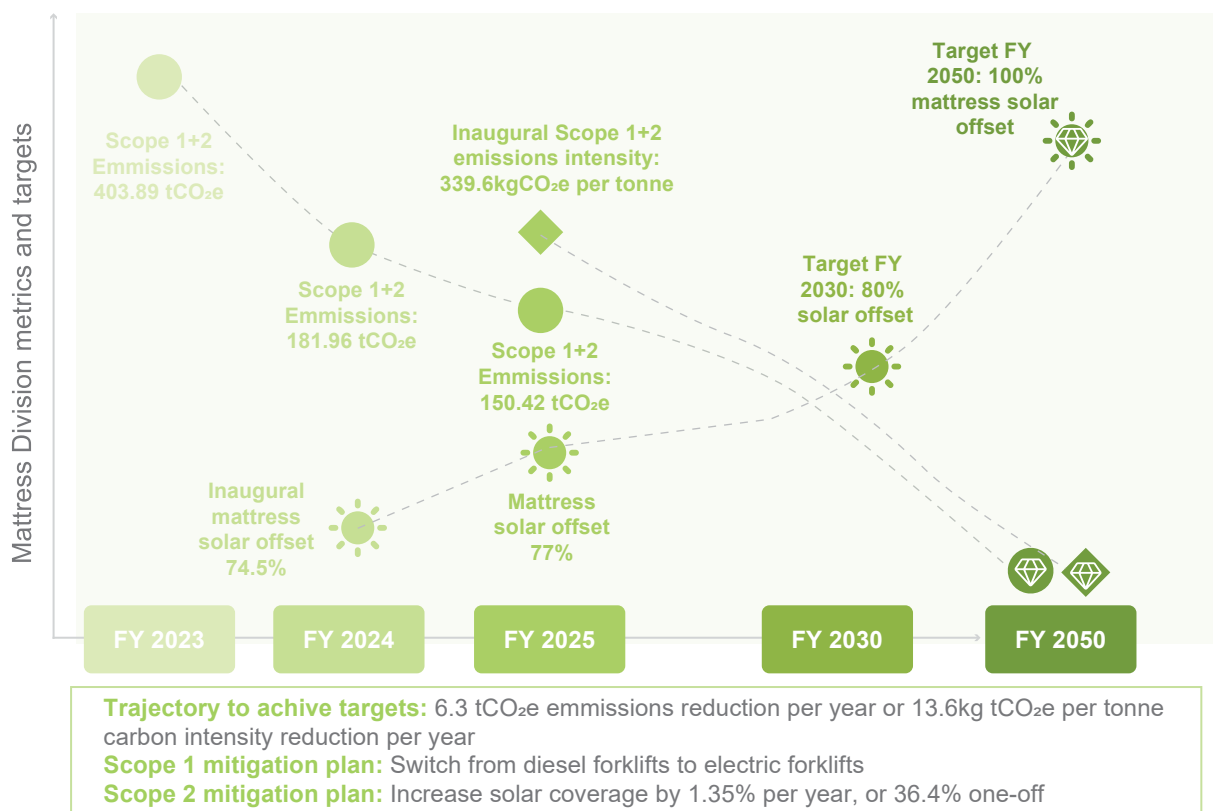 Mattress Division metrics and targets
Scope 1+2
Emmissions:
403.89 tCO₂e
Scope 1+2
Emmissions:
181.96 tCO₂e
Inaugural Scope 1+2
emissions intensity:
339.6kgCO₂e per tonne
Scope 1+2
Emmissions:
150.42 tCO₂e
Inaugural
mattress
solar offset
74.5%
Mattress
solar offset
77%
Target FY
2030: 80%
solar offset
Target FY
2050: 100%
mattress solar
offset
FY 2023
FY 2024
FY 2025
FY 2030
FY 2050
Trajectory to achive targets: 6.3 tCO₂e emmissions reduction per year or 13.6kg tCO₂e per tonne
carbon intensity reduction per year
Scope 1 mitigation plan: Switch from diesel forklifts to electric forklifts
Scope 2 mitigation plan: Increase solar coverage by 1.35% per year, or 36.4% one-off